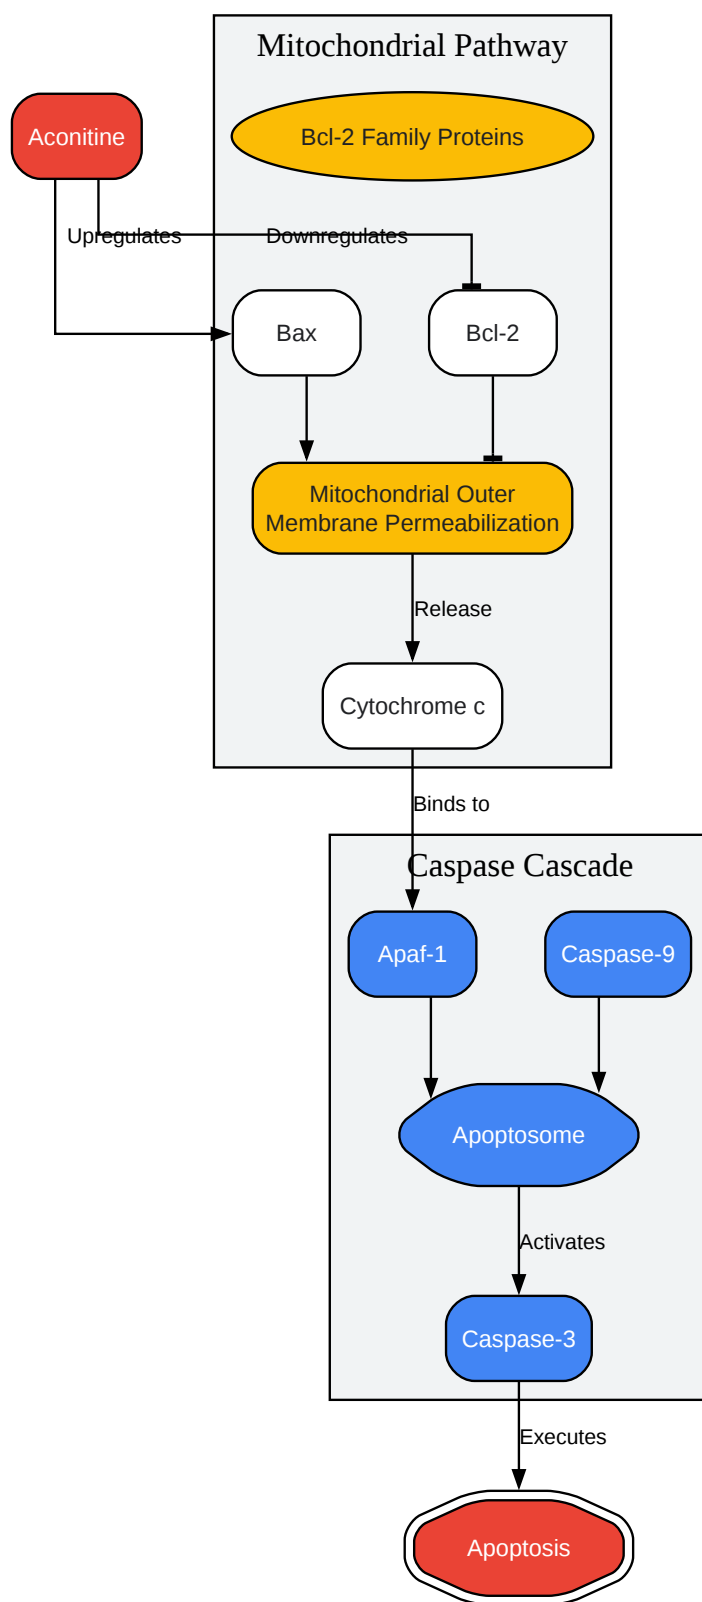 Mitochondrial Pathway
Aconitine
Bcl-2 Family Proteins
Upregulates
Downregulates
Bax
Bcl-2
Mitochondrial Outer
Membrane Permeabilization
Release
Cytochrome c
Binds to
Caspase Cascade
Apaf-1
Caspase-9
Apoptosome
Activates
Caspase-3
Executes
Apoptosis